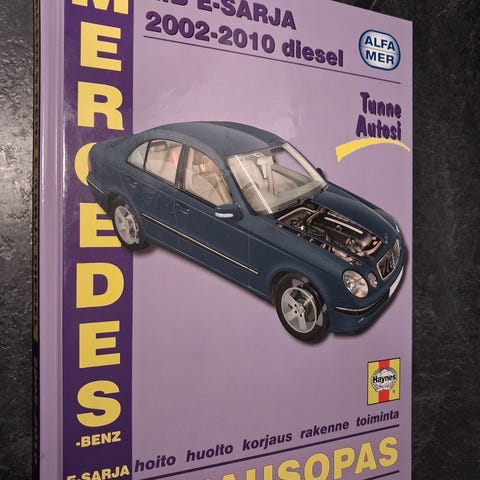 MERCEDES
-BENZ
E-SARJA
E-SARJA
2002-2010 diesel
ALFA
MER
Tunne
Autosi
Haynes
hoito huolto korjaus rakenne toiminta